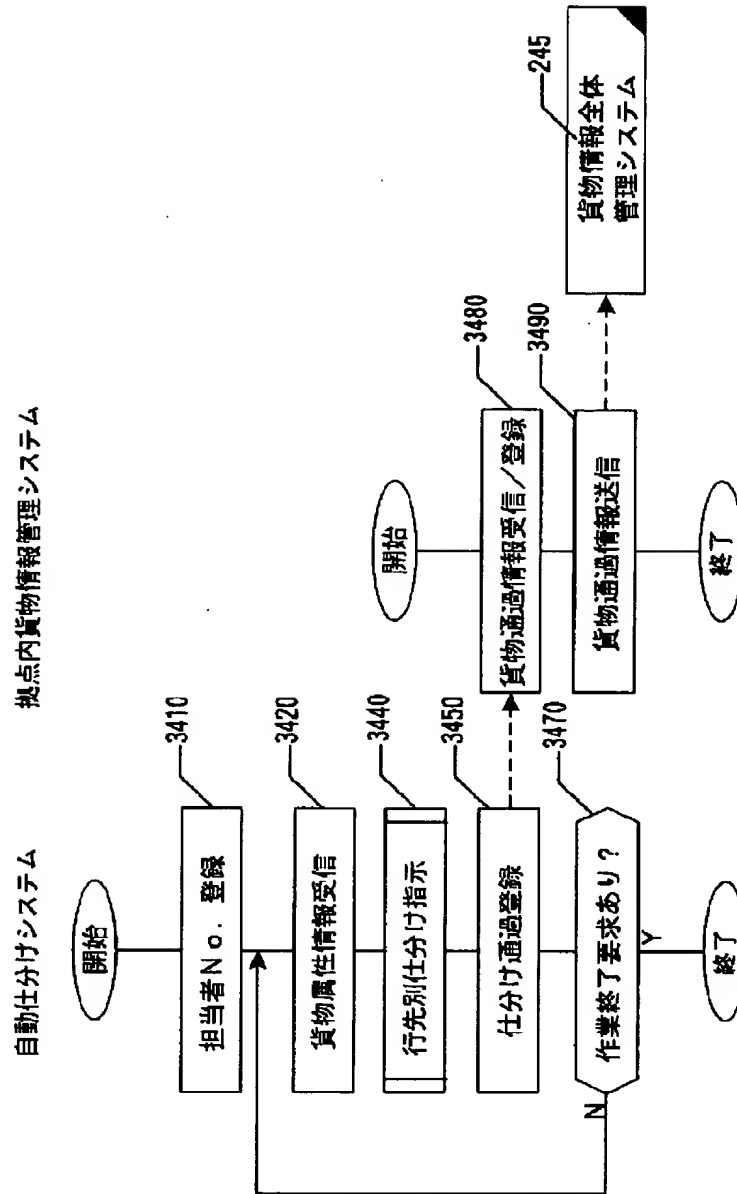 自動仕分けシステム
開始
担当者No.登録
3410
貨物属性情報受信
3420
行先別仕分け指示
3440
仕分け通過登録
3450
作業終了要求あり?
3470
N
Y
終了
拠点内貨物情報管理システム
開始
貨物通過情報受信/登録
3480
貨物通過情報送信
3490
終了
貨物情報全体
管理システム
245